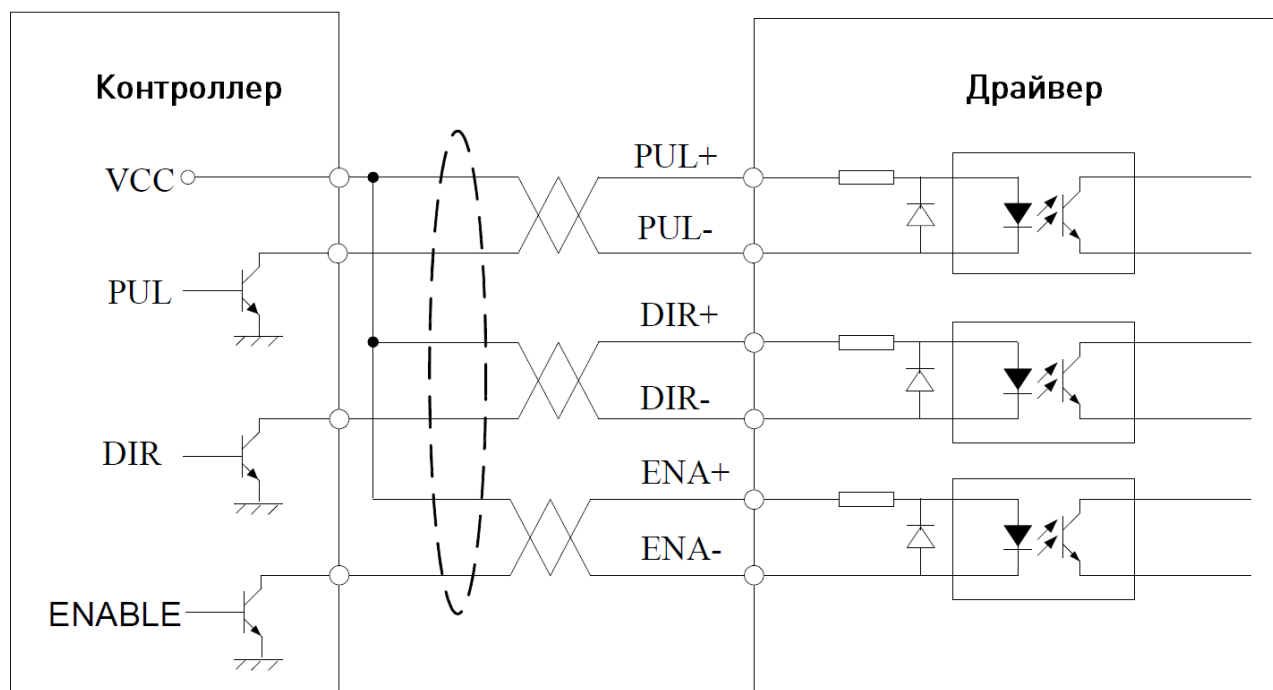 Контроллер
Драйвер
VCC
PUL+
PUL-
PUL
DIR+
DIR-
DIR
ENA+
ENA-
ENABLE